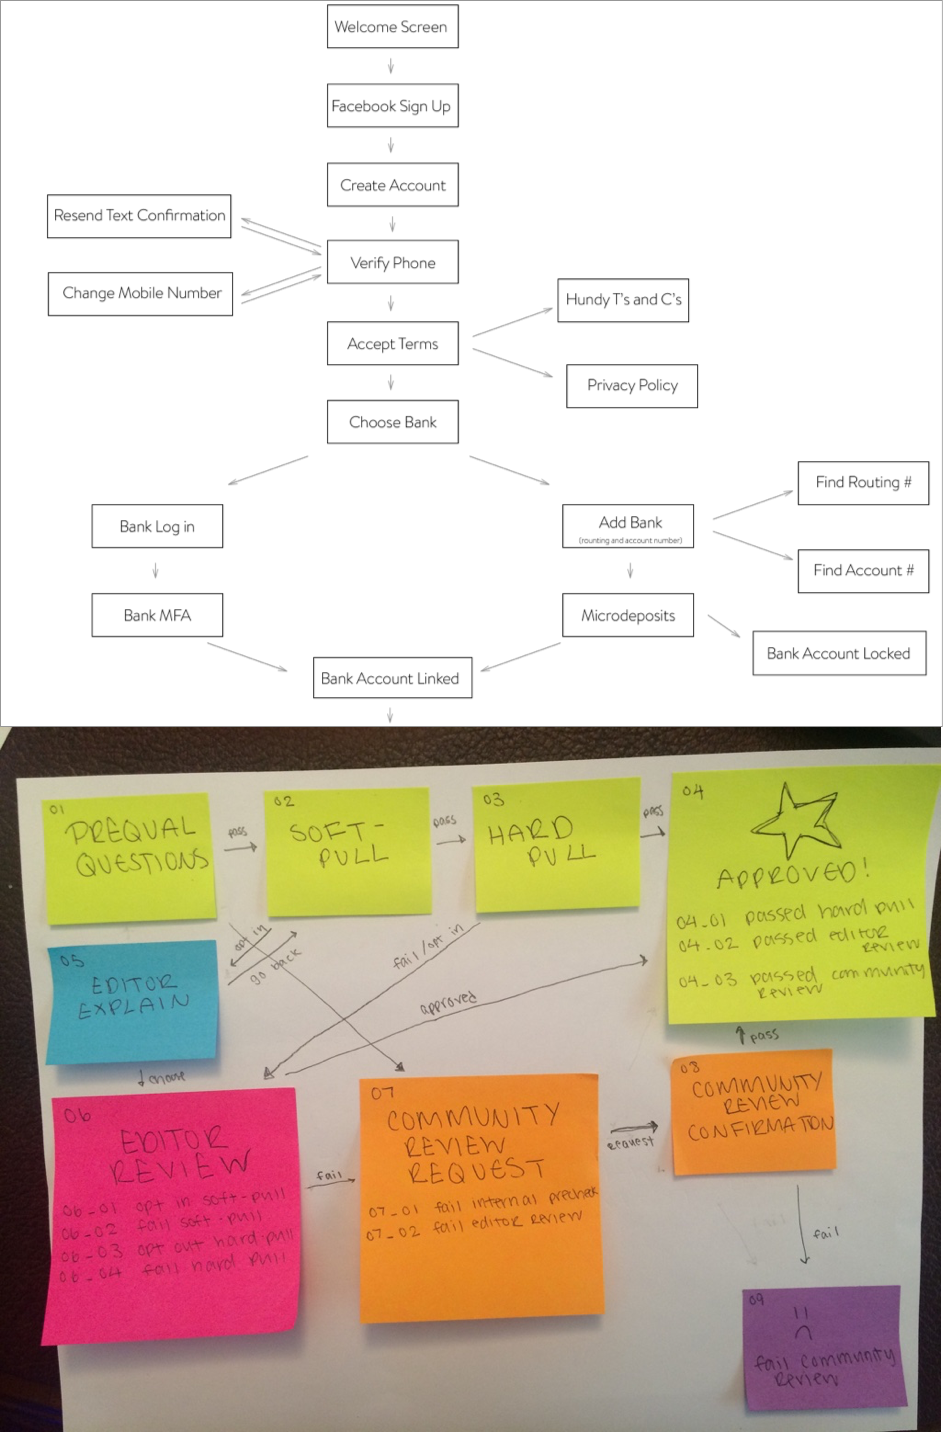 Welcome Screen
Facebook Sign Up
Create Account
Resend Text Confirmation
Verify Phone
Change Mobile Number
Hundy T's and C's
Accept Terms
Privacy Policy
Choose Bank
Find Routing #
Bank Log in
Add Bank
(rounting and account number)
Find Account #
Bank MFA
Microdeposits
Bank Account Locked
Bank Account Linked
01
PREQUAL
QUESTIONS
pass
02
SOFT-
PULL
pass
03
HARD
PULL
pass
04
APPROVED!
04_01 passed hard pull
04_02 passed editor
review
04_03 passed community
review
05
EDITOR
EXPLAIN
opt in
go back
fail/opt in
approved
pass
06
EDITOR
REVIEW
06_01 opt in soft-pull
06_02 fail soft-pull
06_03 opt out hard-pull
06_04 fail hard pull
fail
07
COMMUNITY
REVIEW
REQUEST
07_01 fail internal precheck
07_02 fail editor review
request
08
COMMUNITY
REVIEW
CONFIRMATION
fail
09
fail community
review